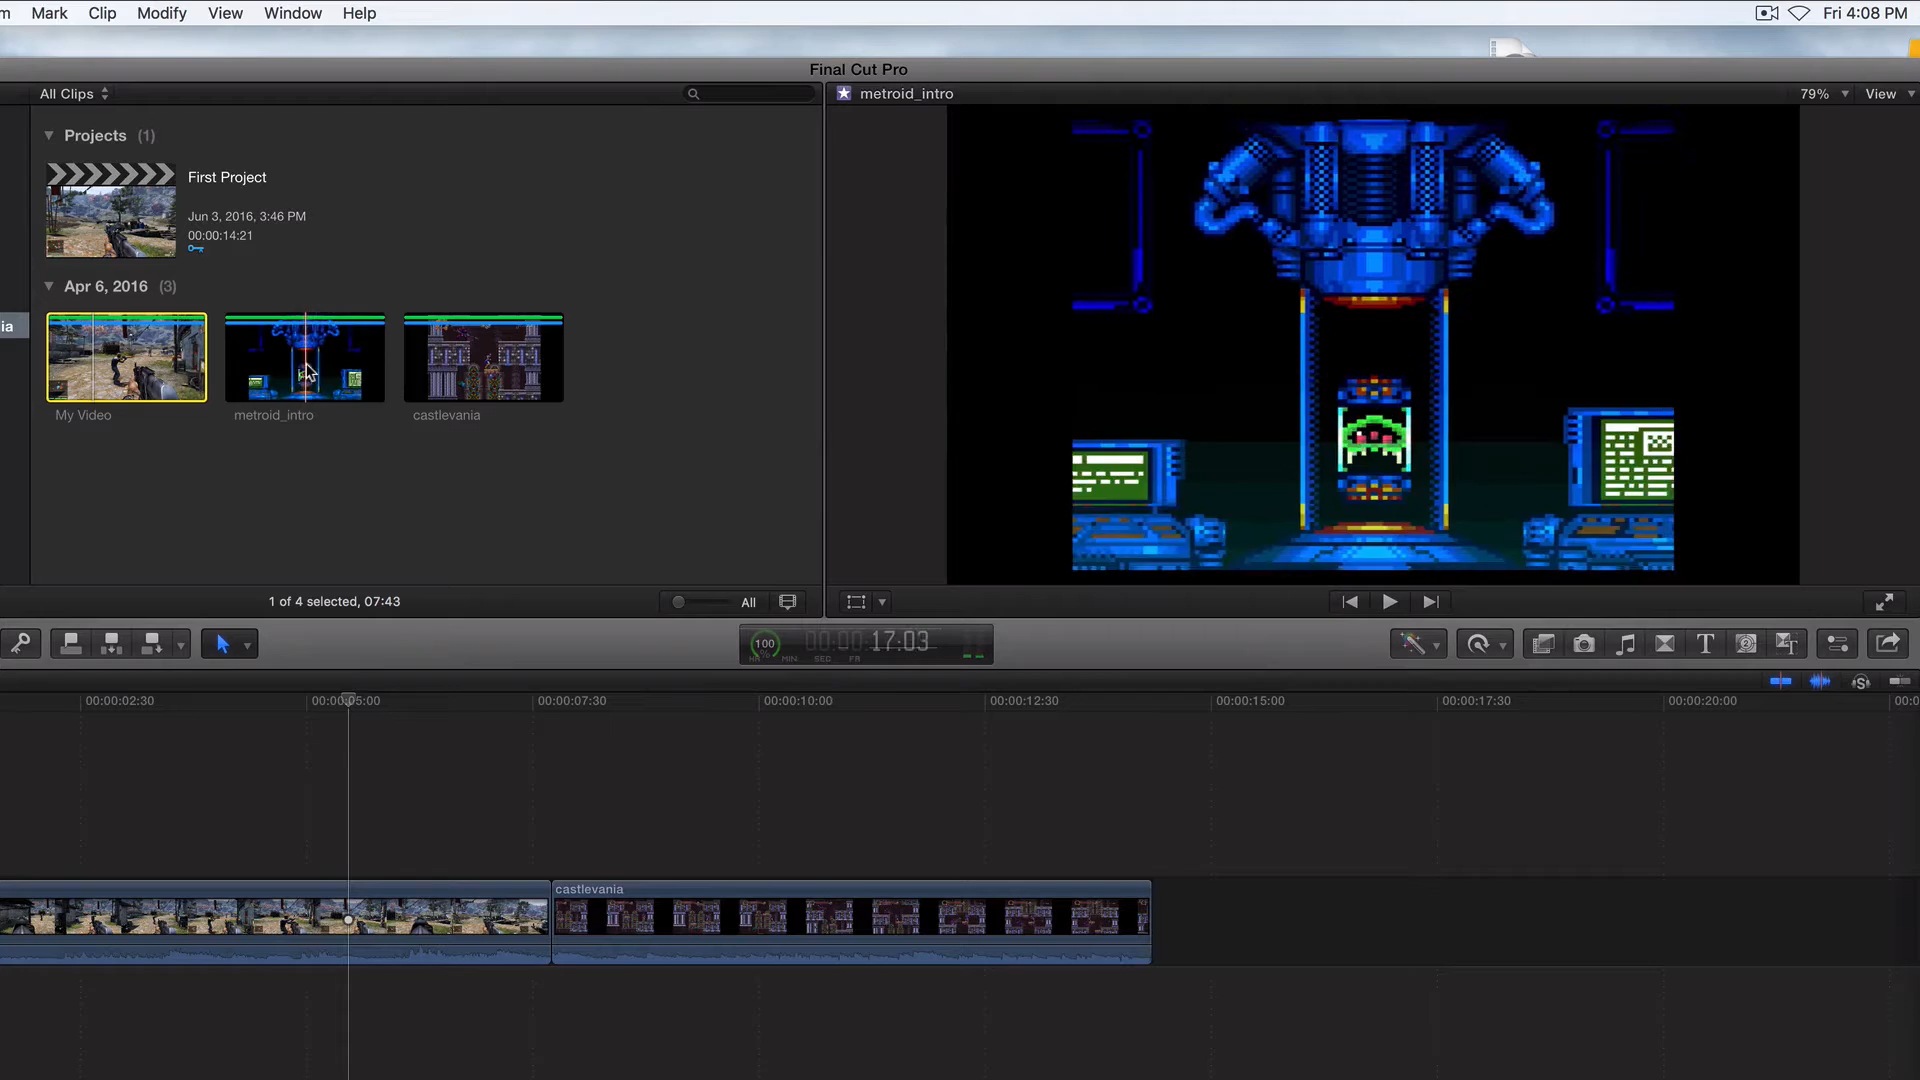 Mark Clip Modify View Window Help Fri 4:08 PM
Final Cut Pro
All Clips
metroid_intro 79% View
Projects (1)
First Project
Jun 3, 2016, 3:46 PM
00:00:14:21
Apr 6, 2016 (3)
ia
My Video metroid_intro castlevania
1 of 4 selected, 07:43 All
100 % 00:00:17:03
HR MIN SEC FR
00:00:02:30 00:00:05:00 00:00:07:30 00:00:10:00 00:00:12:30 00:00:15:00 00:00:17:30 00:00:20:00 00:0
castlevania